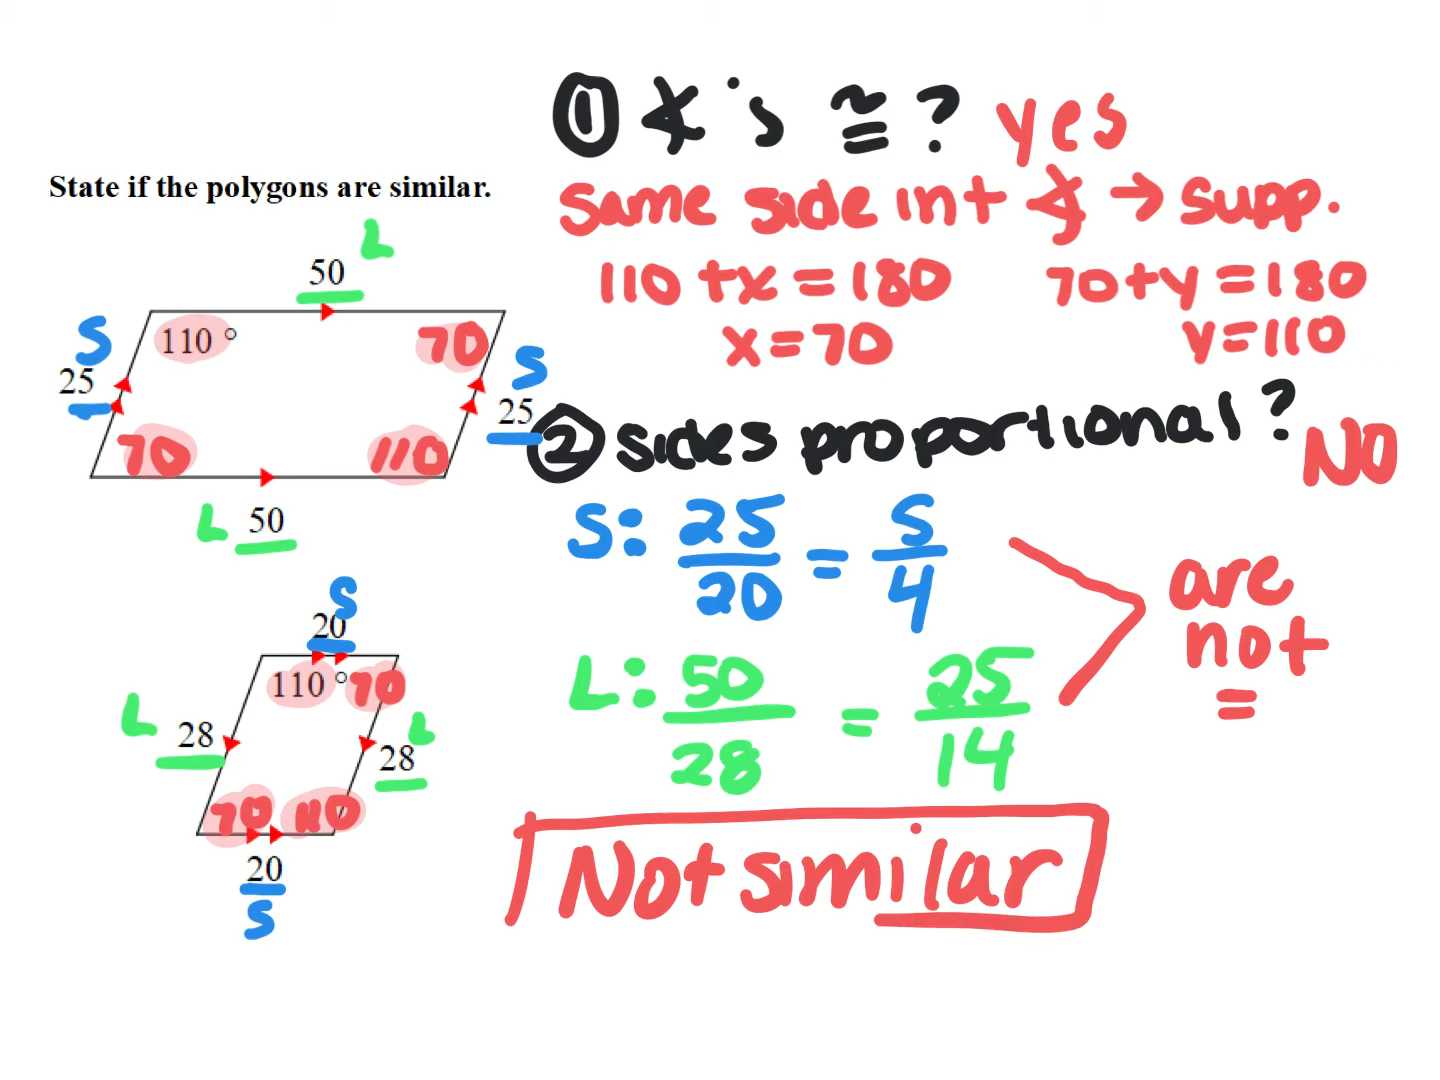 ① ∡'s ≅ ? yes
State if the polygons are similar.
same side int ∡ → supp.
110 + x = 180
x = 70
70 + y = 180
y = 110
L
50
S
25
110 °
70
S
25
70
110
L 50
② sides proportional? NO
S: 25/20 = 5/4
L: 50/28 = 25/14
are
not
=
Not similar
S
20
110 ° 70
L
28
L
28
70 110
20
S